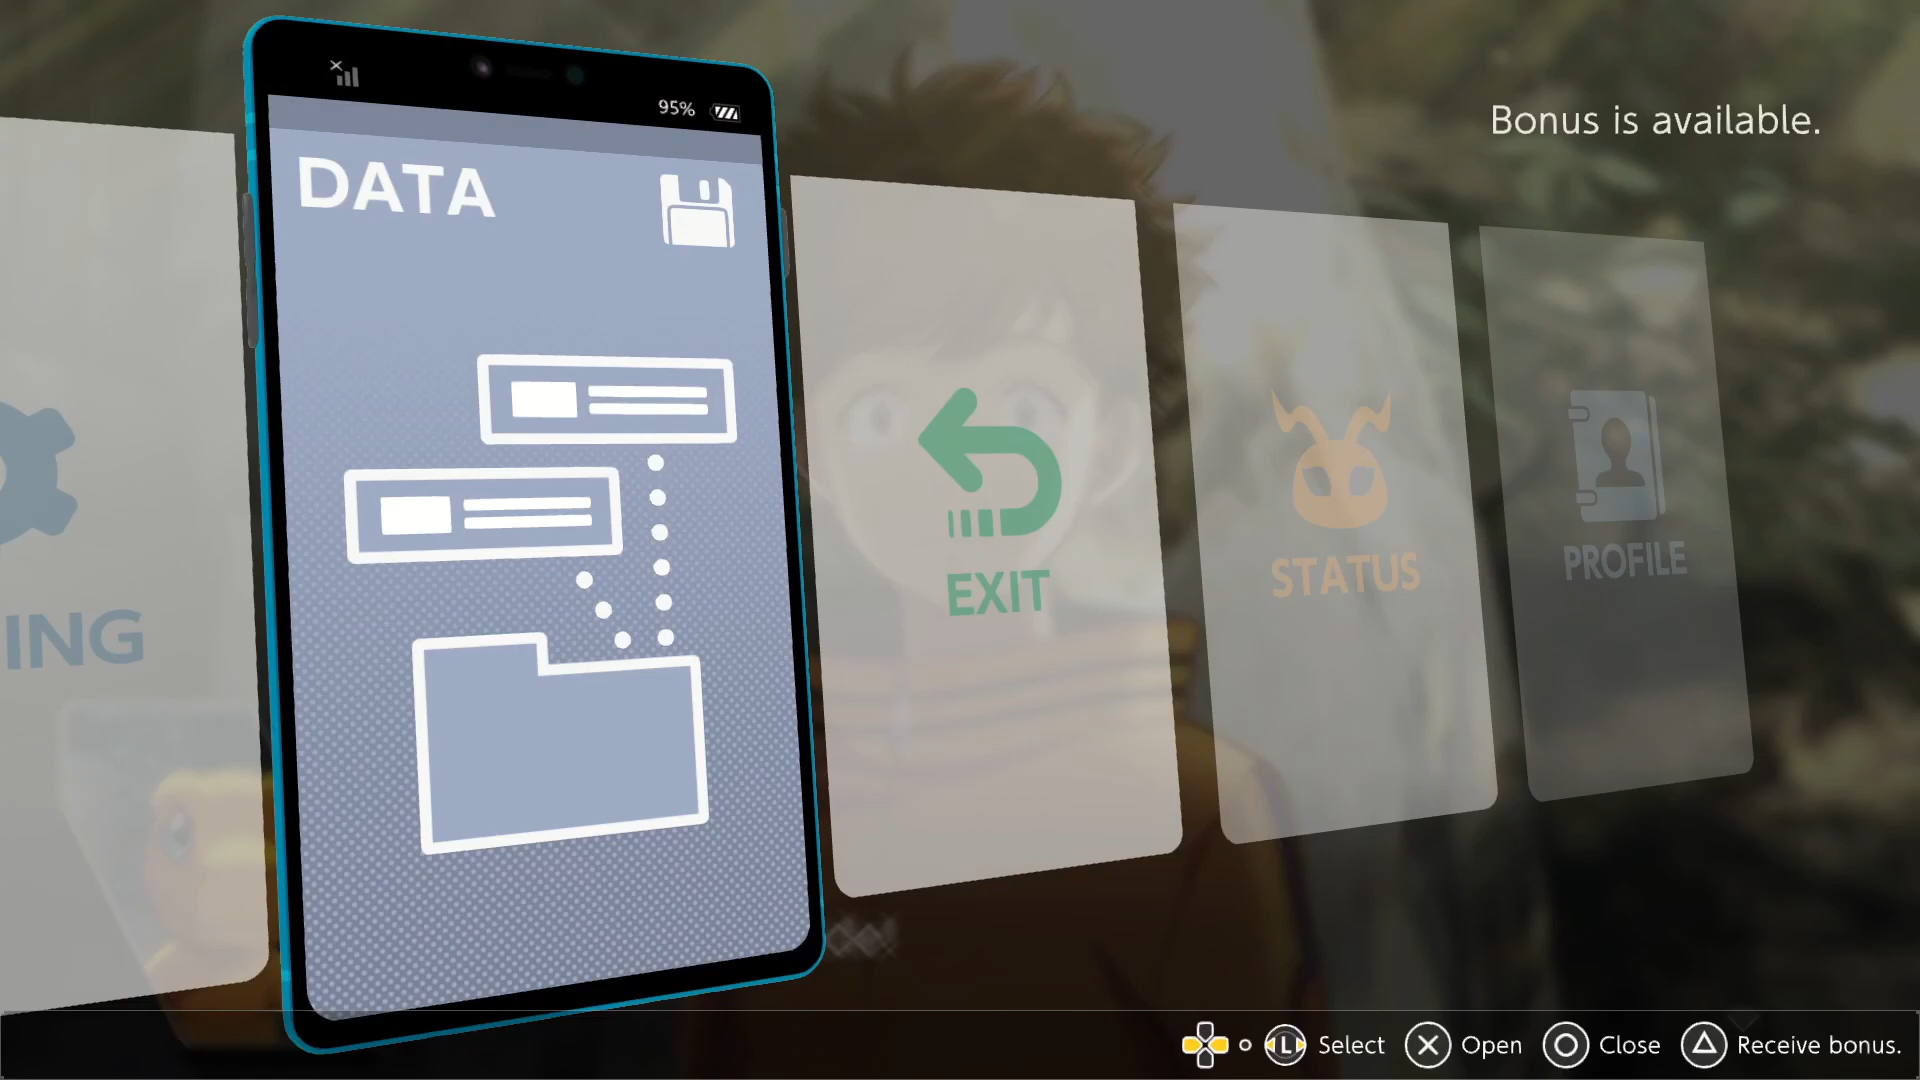 95%
Bonus is available.
DATA
EXIT
STATUS
PROFILE
ING
Select
Open
Close
Receive bonus.